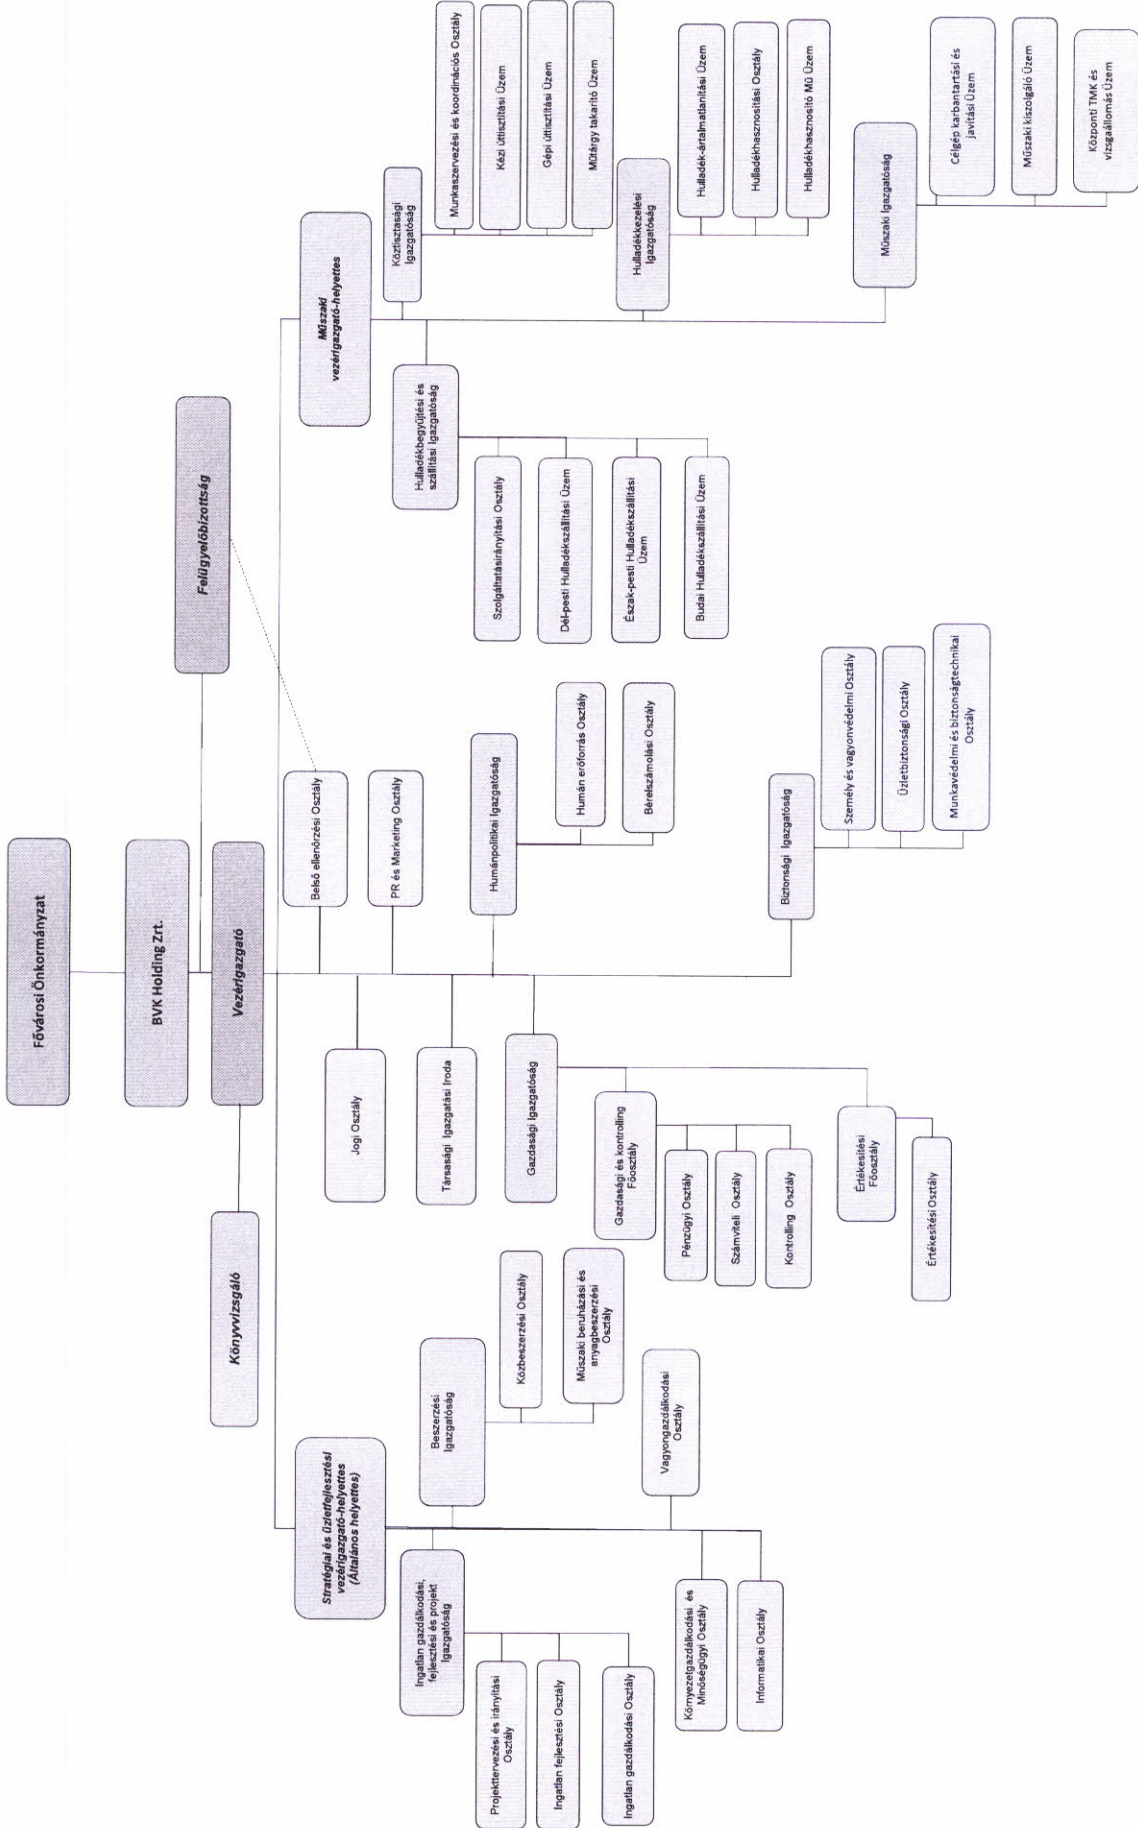 Fővárosi Önkormányzat
BVK Holding Zrt.
Felügyelőbizottság
Könyvvizsgáló
Vezérigazgató
Stratégiai és üzletfejlesztési
vezérigazgató-helyettes
(Általános helyettes)
Ingatlan gazdálkodási,
fejlesztési és projekt
Igazgatóság
Projekttervezési és irányítási
Osztály
Ingatlan fejlesztési Osztály
Ingatlan gazdálkodási Osztály
Beszerzési
Igazgatóság
Közbeszerzési Osztály
Műszaki beruházási és
anyagbeszerzési
Osztály
Vagyongazdálkodási
Osztály
Környezetgazdálkodási és
Minőségügyi Osztály
Informatikai Osztály
Belső ellenőrzési Osztály
PR és Marketing Osztály
Jogi Osztály
Társasági Igazgatási Iroda
Gazdasági Igazgatóság
Gazdasági és kontrolling
Főosztály
Pénzügyi Osztály
Számviteli Osztály
Kontrolling Osztály
Értékesítési
Főosztály
Értékesítési Osztály
Humánpolitikai Igazgatóság
Humán erőforrás Osztály
Bérelszámolási Osztály
Biztonsági Igazgatóság
Személy és vagyonvédelmi Osztály
Üzletbiztonsági Osztály
Munkavédelmi és biztonságtechnikai
Osztály
Műszaki
vezérigazgató-helyettes
Hulladékbegyűjtési és
szállítási Igazgatóság
Szolgáltatásirányítási Osztály
Dél-pesti Hulladékszállítási Üzem
Észak-pesti Hulladékszállítási
Üzem
Budai Hulladékszállítási Üzem
Köztisztasági
Igazgatóság
Munkaszervezési és koordinációs Osztály
Kézi úttisztítási Üzem
Gépi úttisztítási Üzem
Műtárgy takarító Üzem
Hulladékkezelési
Igazgatóság
Hulladék-ártalmatlanítási Üzem
Hulladékhasznosítási Osztály
Hulladékhasznosító Mű Üzem
Műszaki Igazgatóság
Célgép karbantartási és
javítási Üzem
Műszaki kiszolgáló Üzem
Központi TMK és
vizsgaállomás Üzem